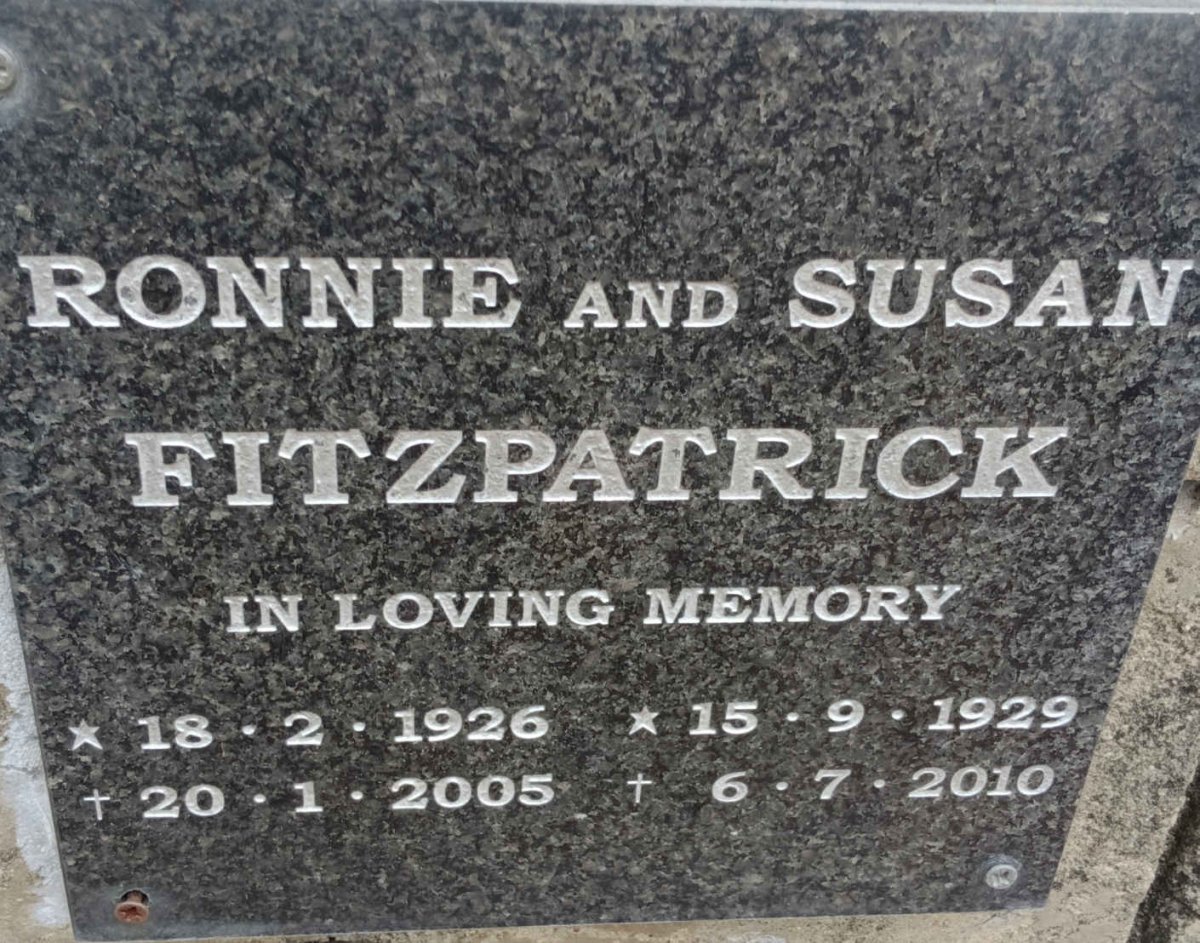 RONNIE AND SUSAN
FITZPATRICK
IN LOVING MEMORY
★ 18 · 2 · 1926 ★ 15 · 9 · 1929
† 20 · 1 · 2005 † 6 · 7 · 2010